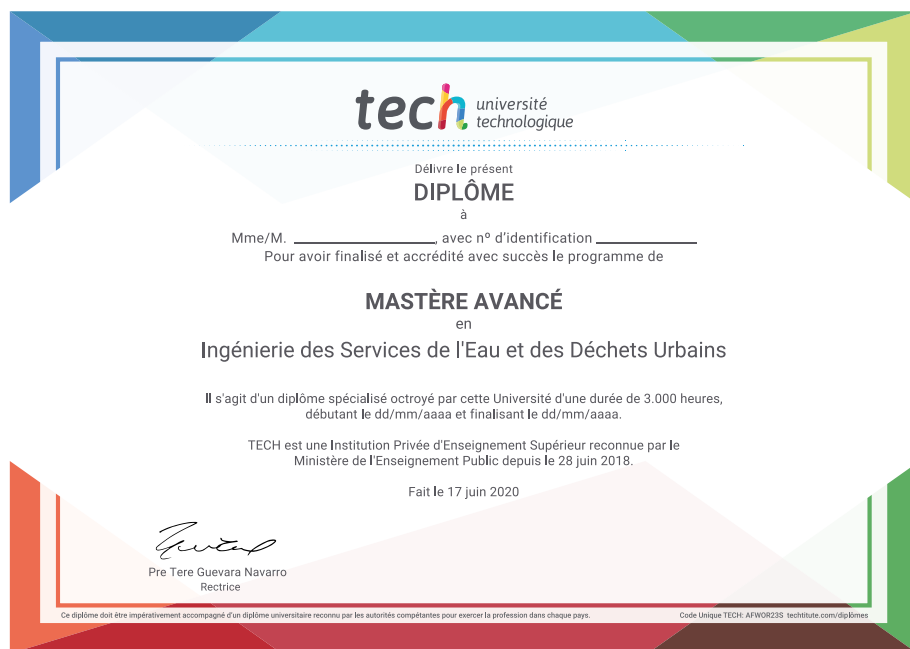 tech université
technologique
Délivre le présent
DIPLÔME
à
Mme/M. ____________________, avec nº d'identification ______________
Pour avoir finalisé et accrédité avec succès le programme de
MASTÈRE AVANCÉ
en
Ingénierie des Services de l'Eau et des Déchets Urbains
Il s'agit d'un diplôme spécialisé octroyé par cette Université d'une durée de 3.000 heures,
débutant le dd/mm/aaaa et finalisant le dd/mm/aaaa.
TECH est une Institution Privée d'Enseignement Supérieur reconnue par le
Ministère de l'Enseignement Public depuis le 28 juin 2018.
Fait le 17 juin 2020
Pre Tere Guevara Navarro
Rectrice
Ce diplôme doit être impérativement accompagné d'un diplôme universitaire reconnu par les autorités compétentes pour exercer la profession dans chaque pays.
Code Unique TECH: AFWOR23S techtitute.com/diplômes